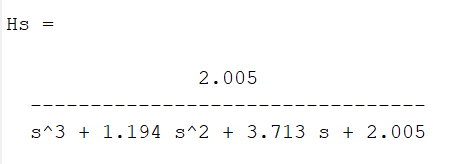 Hs =
2.005
---------------------------------
s^3 + 1.194 s^2 + 3.713 s + 2.005